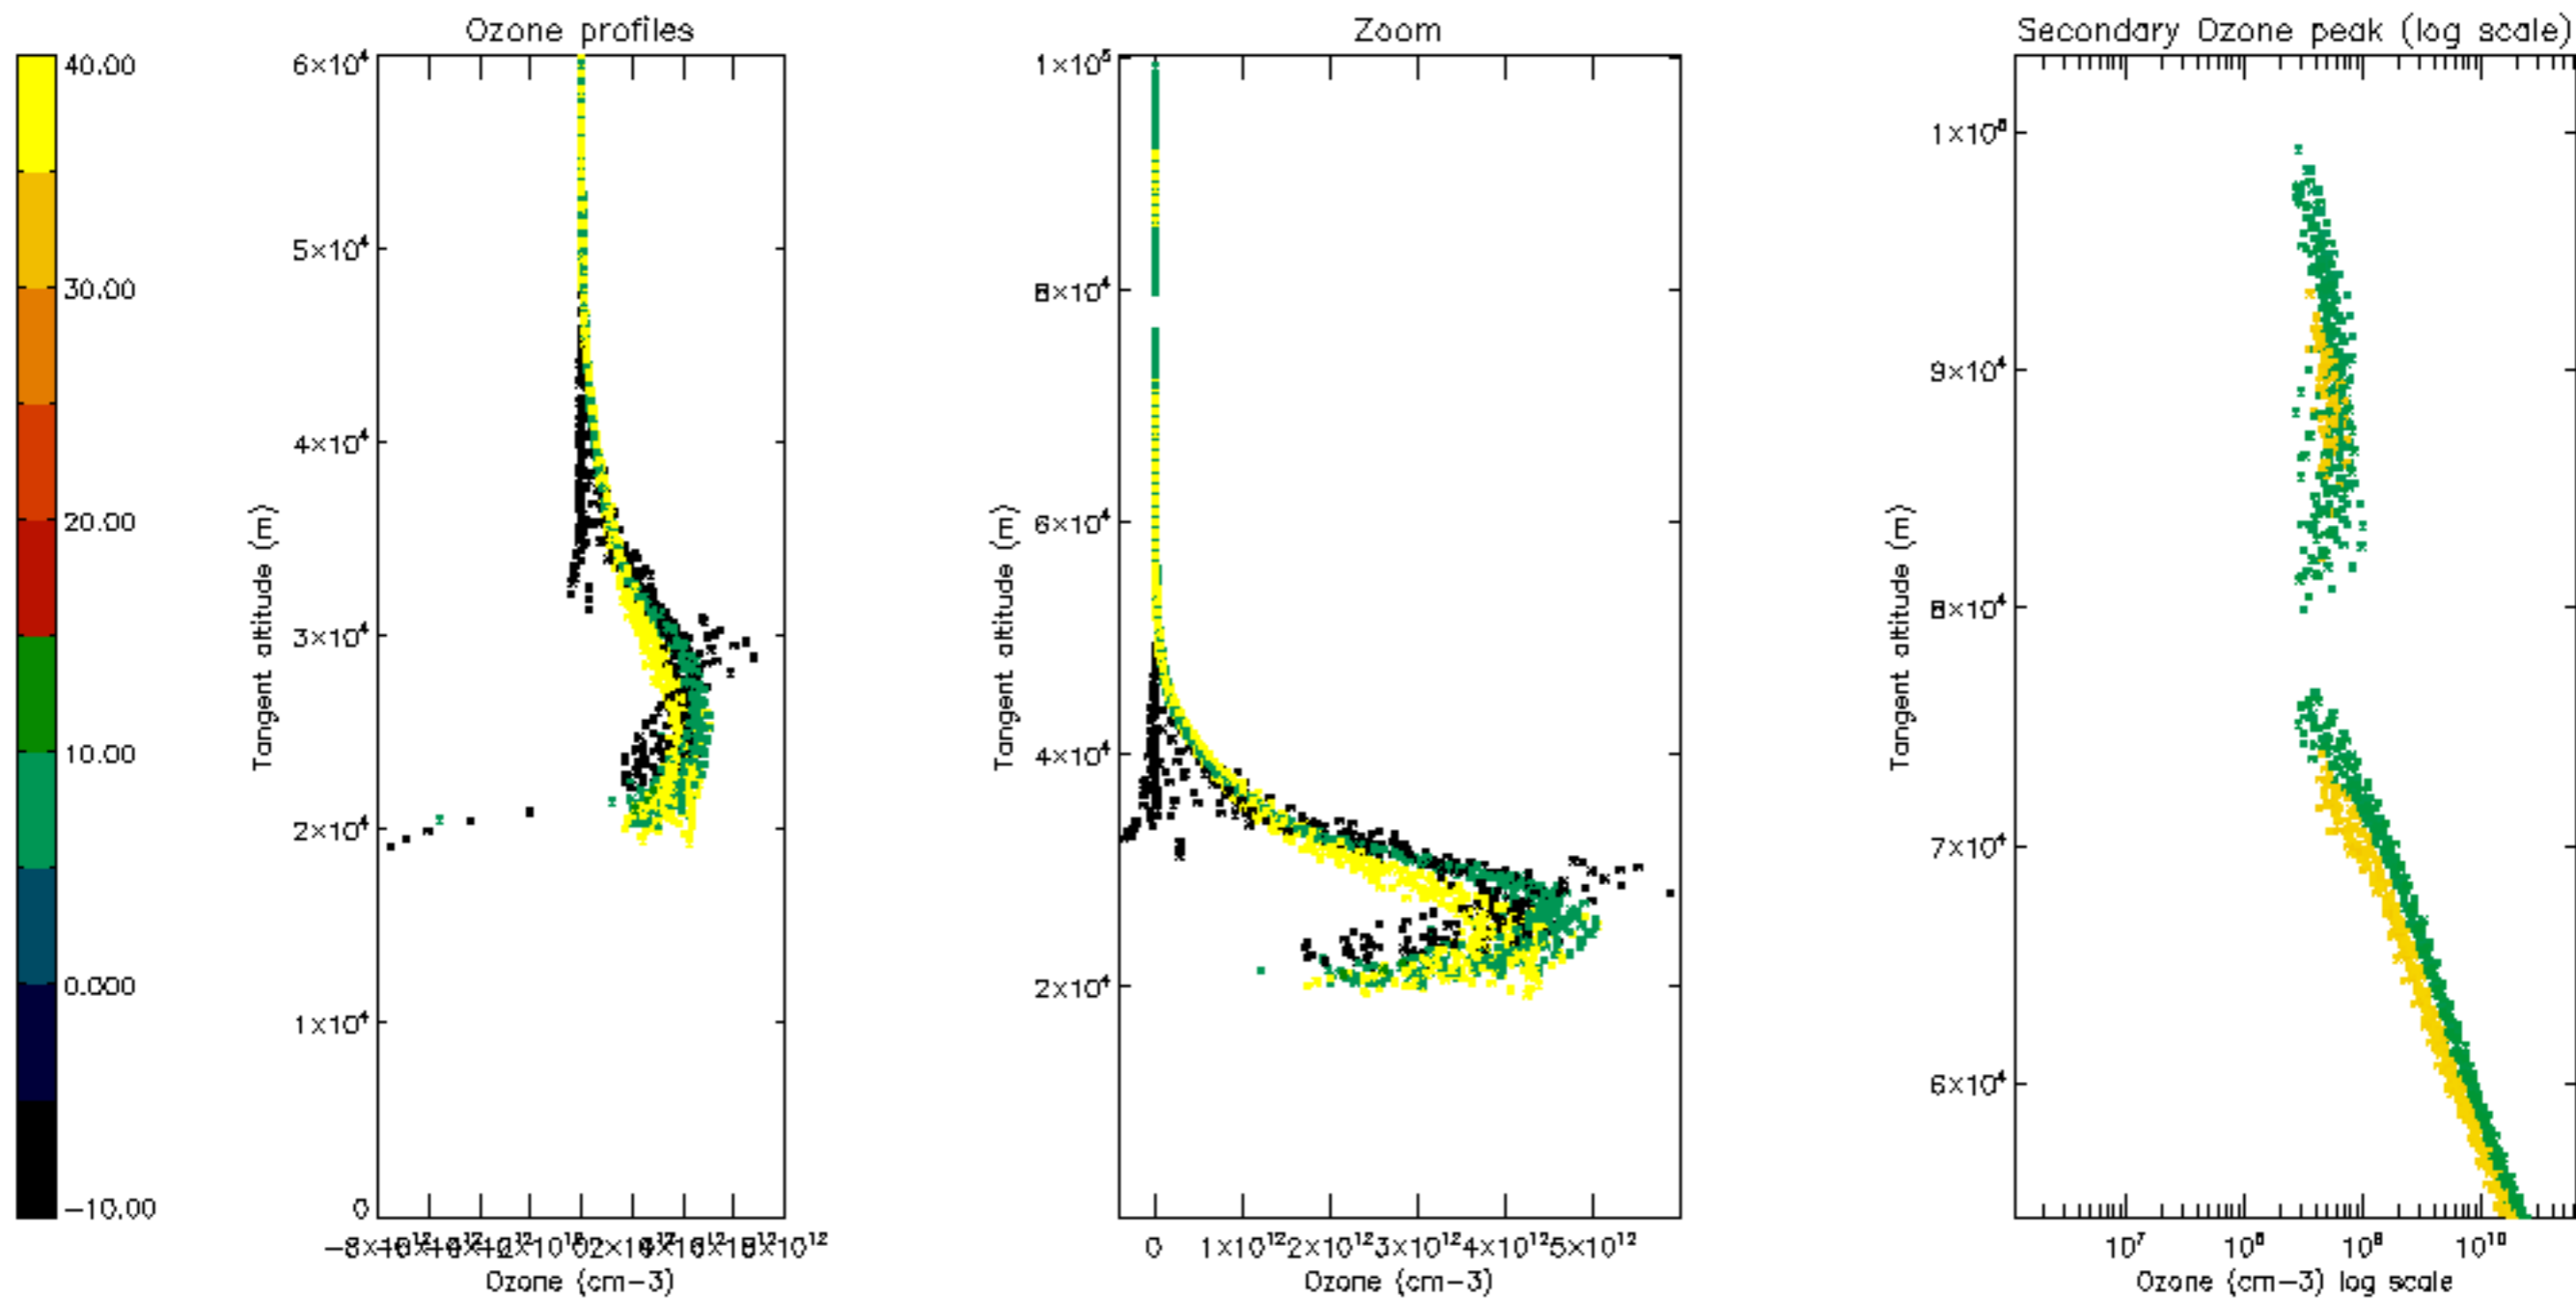 Ozone profiles
Zoom
Secondary Ozone peak (log scale)
40.00
30.00
20.00
10.00
0.000
−10.00
6×10⁴
5×10⁴
4×10⁴
3×10⁴
2×10⁴
1×10⁴
0
Tangent altitude (m)
Ozone (cm−3)
1×10⁵
8×10⁴
6×10⁴
4×10⁴
2×10⁴
Tangent altitude (m)
0 1×10¹² 2×10¹² 3×10¹² 4×10¹² 5×10¹²
Ozone (cm−3)
9×10⁴
8×10⁴
7×10⁴
6×10⁴
Tangent altitude (m)
10⁷ 10⁸ 10⁹ 10¹⁰
Ozone (cm−3) log scale